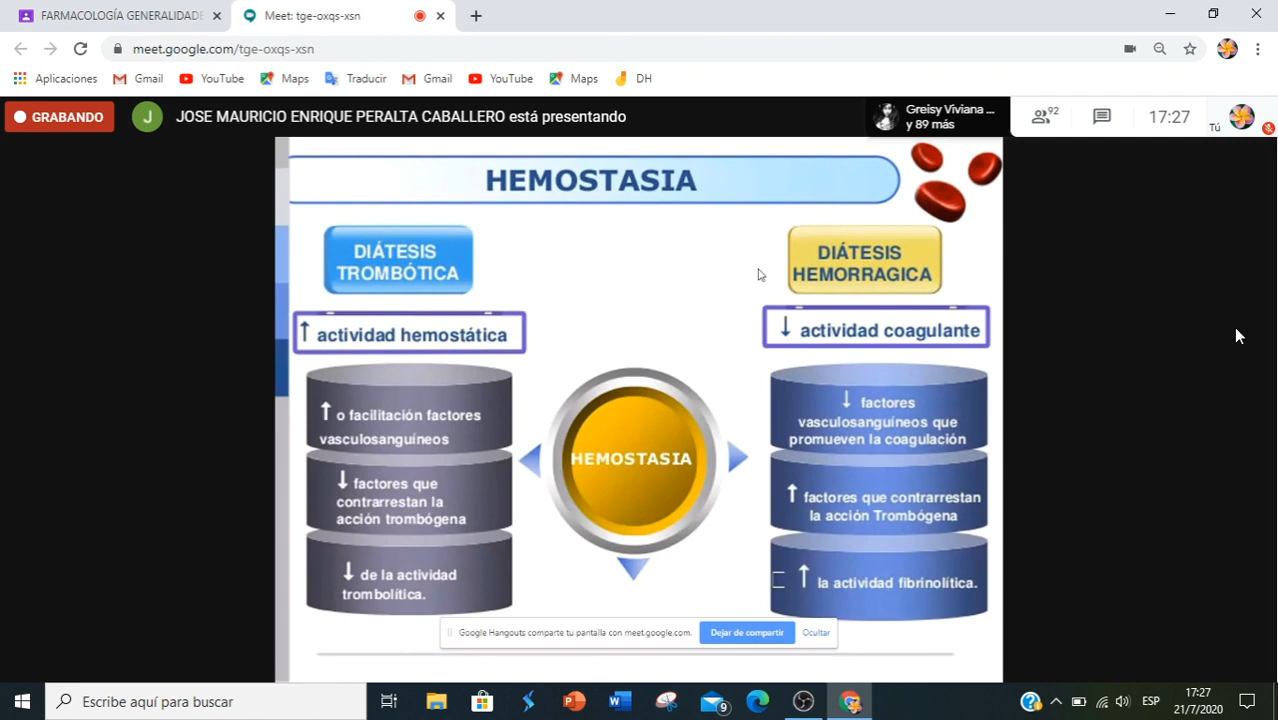 FARMACOLOGÍA GENERALIDADE
Meet: tge-oxqs-xsn
meet.google.com/tge-oxqs-xsn
Aplicaciones
Gmail
YouTube
Maps
Traducir
Gmail
YouTube
Maps
DH
GRABANDO
J
JOSE MAURICIO ENRIQUE PERALTA CABALLERO está presentando
Greisy Viviana ...
y 89 más
92
17:27
Tú
HEMOSTASIA
DIÁTESIS
TROMBÓTICA
↑ actividad hemostática
↑ o facilitación factores
vasculosanguíneos
↓ factores que
contrarrestan la
acción trombógena
↓ de la actividad
trombolítica.
HEMOSTASIA
DIÁTESIS
HEMORRAGICA
↓ actividad coagulante
↓ factores
vasculosanguíneos que
promueven la coagulación
↑ factores que contrarrestan
la acción Trombógena
↑ la actividad fibrinolítica.
Google Hangouts comparte tu pantalla con meet.google.com.
Dejar de compartir
Ocultar
Escribe aquí para buscar
9
ESP
17:27
21/7/2020